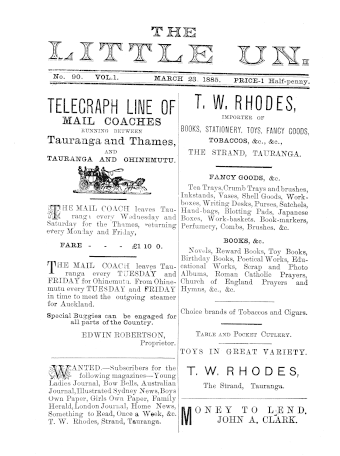 THE
LITTLE UN.
No. 90. VOL.1. MARCH 23 1885. PRICE-1 Half-penny.
TELEGRAPH LINE OF
MAIL COACHES
RUNNING BETWEEN
Tauranga and Thames,
AND
TAURANGA AND OHINEMUTU.
THE MAIL COACH leaves Tau-
ranga every Wednesday and
Saturday for the Thames, returning
every Monday and Friday,
FARE - - - £1 10 0.
THE MAIL COACH leaves Tau-
ranga every TUESDAY and
FRIDAY for Ohinemutu. From Ohine-
mutu every TUESDAY and FRIDAY
in time to meet the outgoing steamer
for Auckland.
Special Buggies can be engaged for
all parts of the Country.
EDWIN ROBERTSON,
Proprietor.
WANTED.—Subscribers for the
following magazines—Young
Ladies Journal, Bow Bells, Australian
Journal, Illustrated Sydney News, Boys
Own Paper, Girls Own Paper, Family
Herald, London Journal, Home News,
Something to Read, Once a Week, &c.
T. W. Rhodes, Strand, Tauranga.
T. W. RHODES,
IMPORTER OF
BOOKS, STATIONERY, TOYS, FANCY GOODS,
TOBACCOS, &c., &c.,
THE STRAND, TAURANGA.
FANCY GOODS, &c.
Tea Trays, Crumb Trays and brushes,
Inkstands, Vases, Shell Goods, Work-
boxes, Writing Desks, Purses, Satchels,
Hand-bags, Blotting Pads, Japanese
Boxes, Work-baskets, Book-markers,
Perfumery, Combs, Brushes, &c.
BOOKS, &c.
Novels, Reward Books, Toy Books,
Birthday Books, Poetical Works, Edu-
cational Works, Scrap and Photo
Albums, Roman Catholic Prayers,
Church of England Prayers and
Hymns, &c., &c.
Choice brands of Tobaccos and Cigars.
TABLE AND POCKET CUTLERY.
TOYS IN GREAT VARIETY.
T. W. RHODES,
The Strand, Tauranga.
MONEY TO LEND,
JOHN A, CLARK.